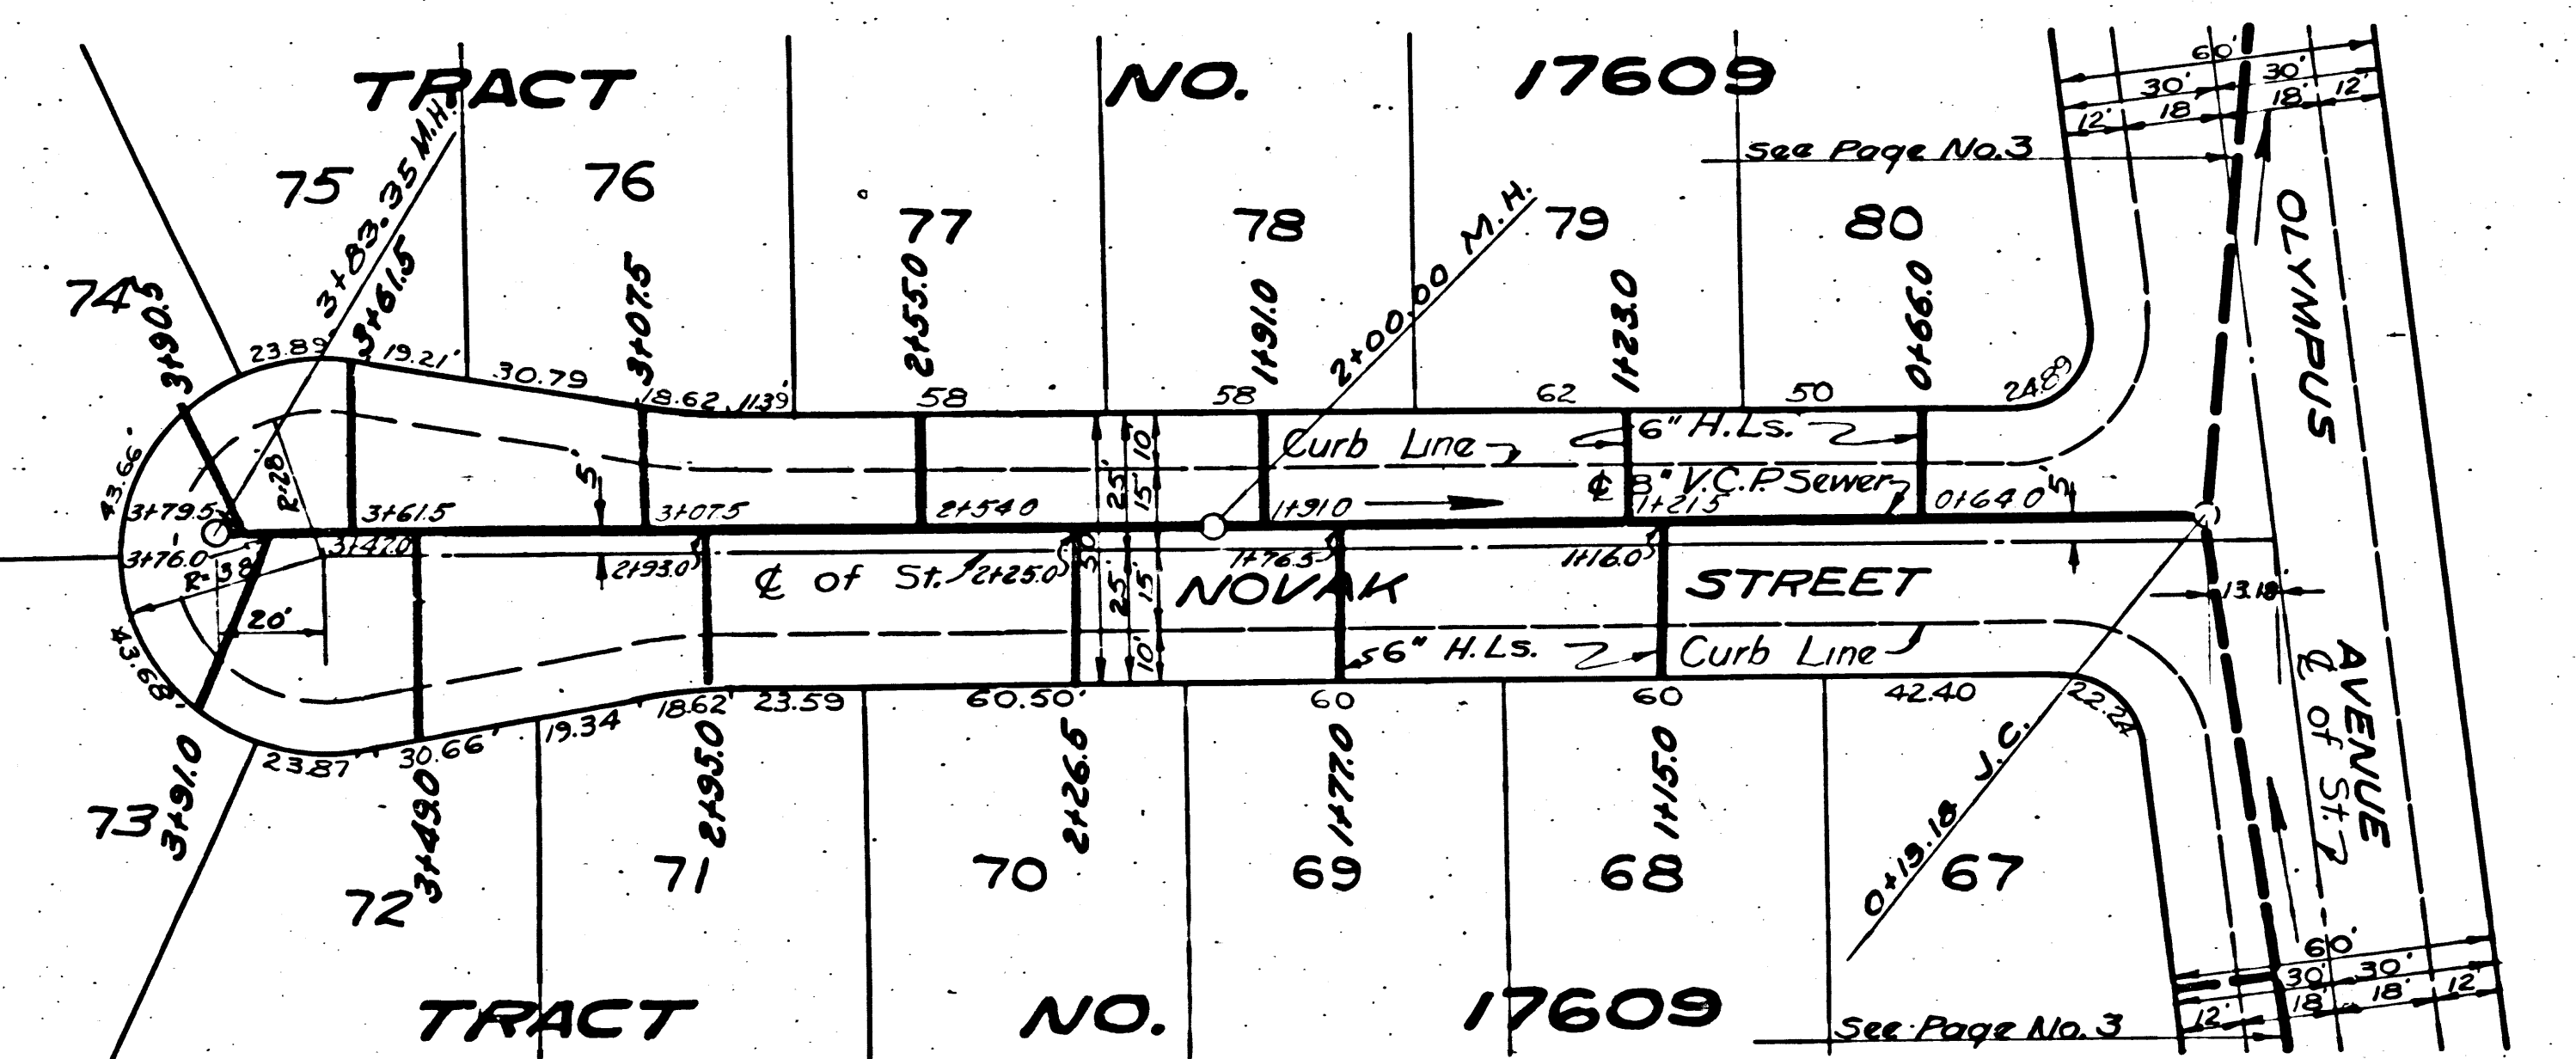 TRACT NO. 17609
60'
30' 30'
12' 18 18' 12'
see Page No.3
75 76 77 78 79 80
74
3+83.35 M.H.
2+00.00 M.H.
3+90.5
3+61.5
3+07.5
2+55.0
1+91.0
1+23.0
0+66.0
OLYMPUS
23.89 19.21' 30.79 18.62 11.39' 58 58 62 50 24.89
43.66'
R=28
5'
25' 15' 10'
Curb Line
6" H.Ls.
℄ 8" V.C.P. Sewer
3+79.5 3+61.5 3+07.5 2+54.0 1+91.0 1+21.5 0+64.0 5'
3+76.0 3+47.0 2+93.0 2+25.0 1+76.5 1+16.0
R=38
20'
℄ of St.
50
25' 15' 10'
NOVAK STREET
13.18'
6" H.Ls.
Curb Line
43.68'
23.87 30.66' 19.34 18.62' 23.59 60.50' 60 60 42.40 22.24
AVENUE
℄ of St.
3+91.0
3+49.0
2+95.0
2+26.5
1+77.0
1+15.0
0+13.18 J.C.
73 72 71 70 69 68 67
TRACT NO. 17609
60'
30' 30'
12' 18' 18' 12'
See Page No.3